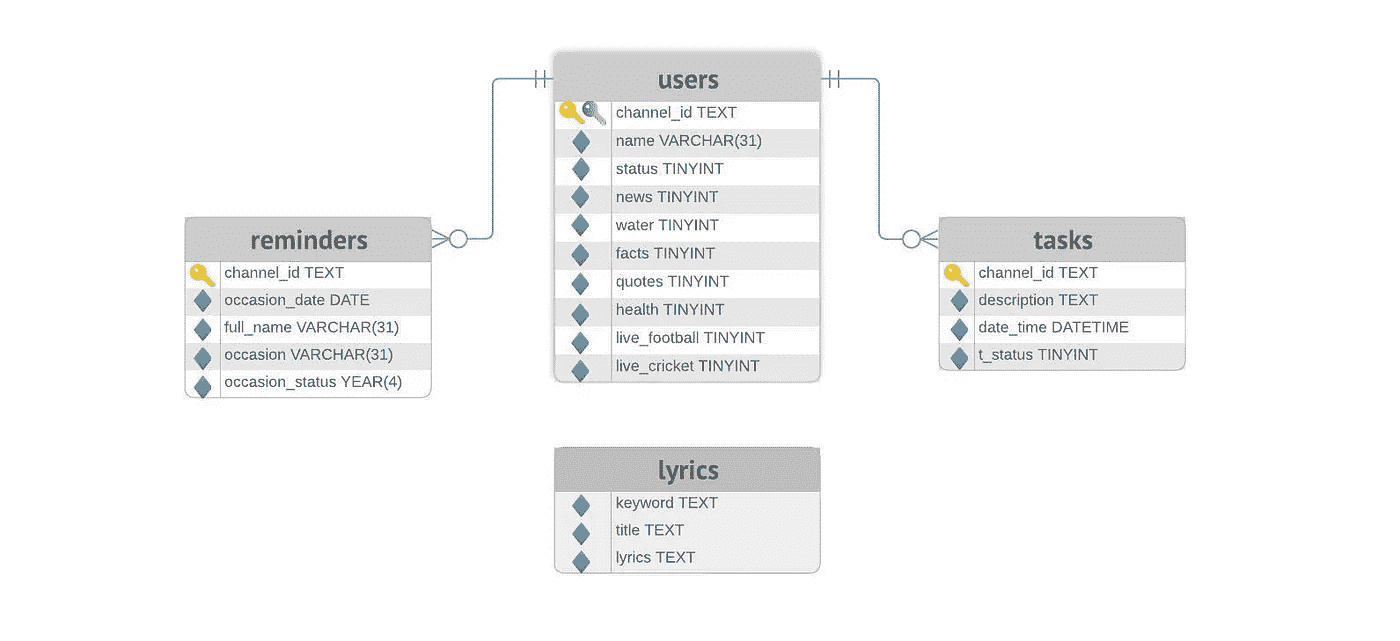 users
channel_id TEXT
name VARCHAR(31)
status TINYINT
news TINYINT
water TINYINT
facts TINYINT
quotes TINYINT
health TINYINT
live_football TINYINT
live_cricket TINYINT
reminders
channel_id TEXT
occasion_date DATE
full_name VARCHAR(31)
occasion VARCHAR(31)
occasion_status YEAR(4)
tasks
channel_id TEXT
description TEXT
date_time DATETIME
t_status TINYINT
lyrics
keyword TEXT
title TEXT
lyrics TEXT